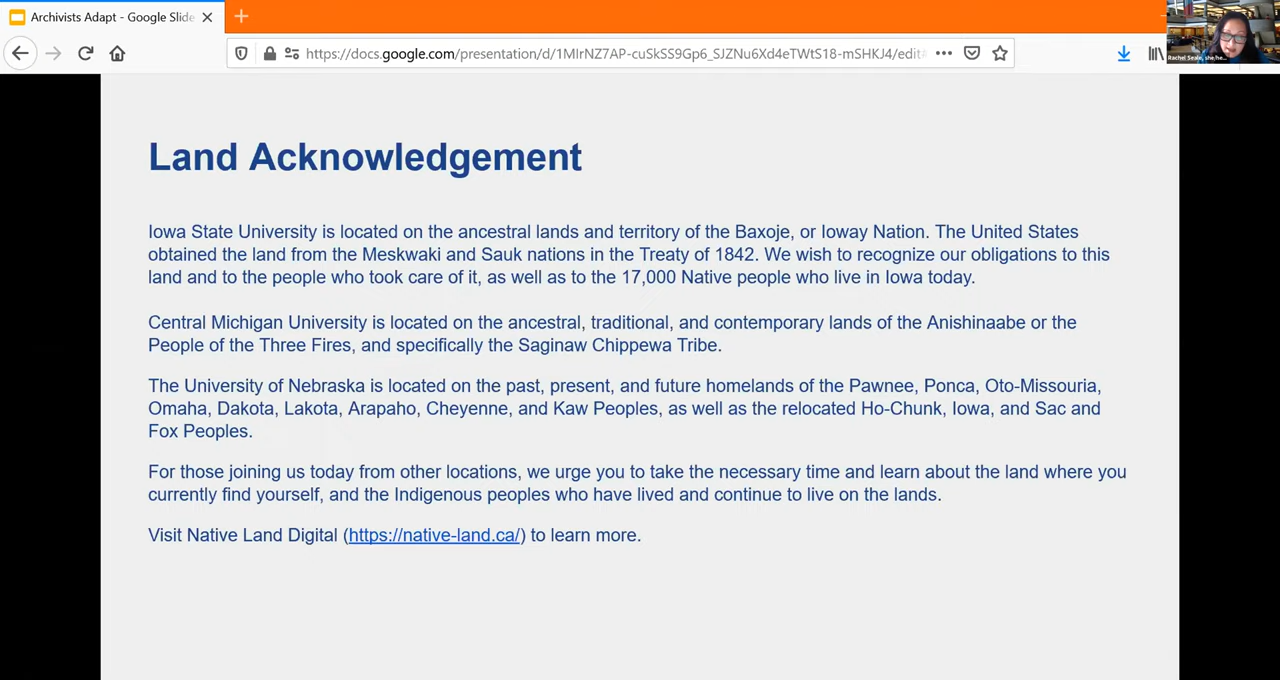 Archivists Adapt - Google Slide
https://docs.google.com/presentation/d/1MIrNZ7AP-cuSkSS9Gp6_SJZNu6Xd4eTWtS18-mSHKJ4/edit
Rachel Seale, she/he...
Land Acknowledgement
Iowa State University is located on the ancestral lands and territory of the Baxoje, or Ioway Nation. The United States
obtained the land from the Meskwaki and Sauk nations in the Treaty of 1842. We wish to recognize our obligations to this
land and to the people who took care of it, as well as to the 17,000 Native people who live in Iowa today.
Central Michigan University is located on the ancestral, traditional, and contemporary lands of the Anishinaabe or the
People of the Three Fires, and specifically the Saginaw Chippewa Tribe.
The University of Nebraska is located on the past, present, and future homelands of the Pawnee, Ponca, Oto-Missouria,
Omaha, Dakota, Lakota, Arapaho, Cheyenne, and Kaw Peoples, as well as the relocated Ho-Chunk, Iowa, and Sac and
Fox Peoples.
For those joining us today from other locations, we urge you to take the necessary time and learn about the land where you
currently find yourself, and the Indigenous peoples who have lived and continue to live on the lands.
Visit Native Land Digital (https://native-land.ca/) to learn more.